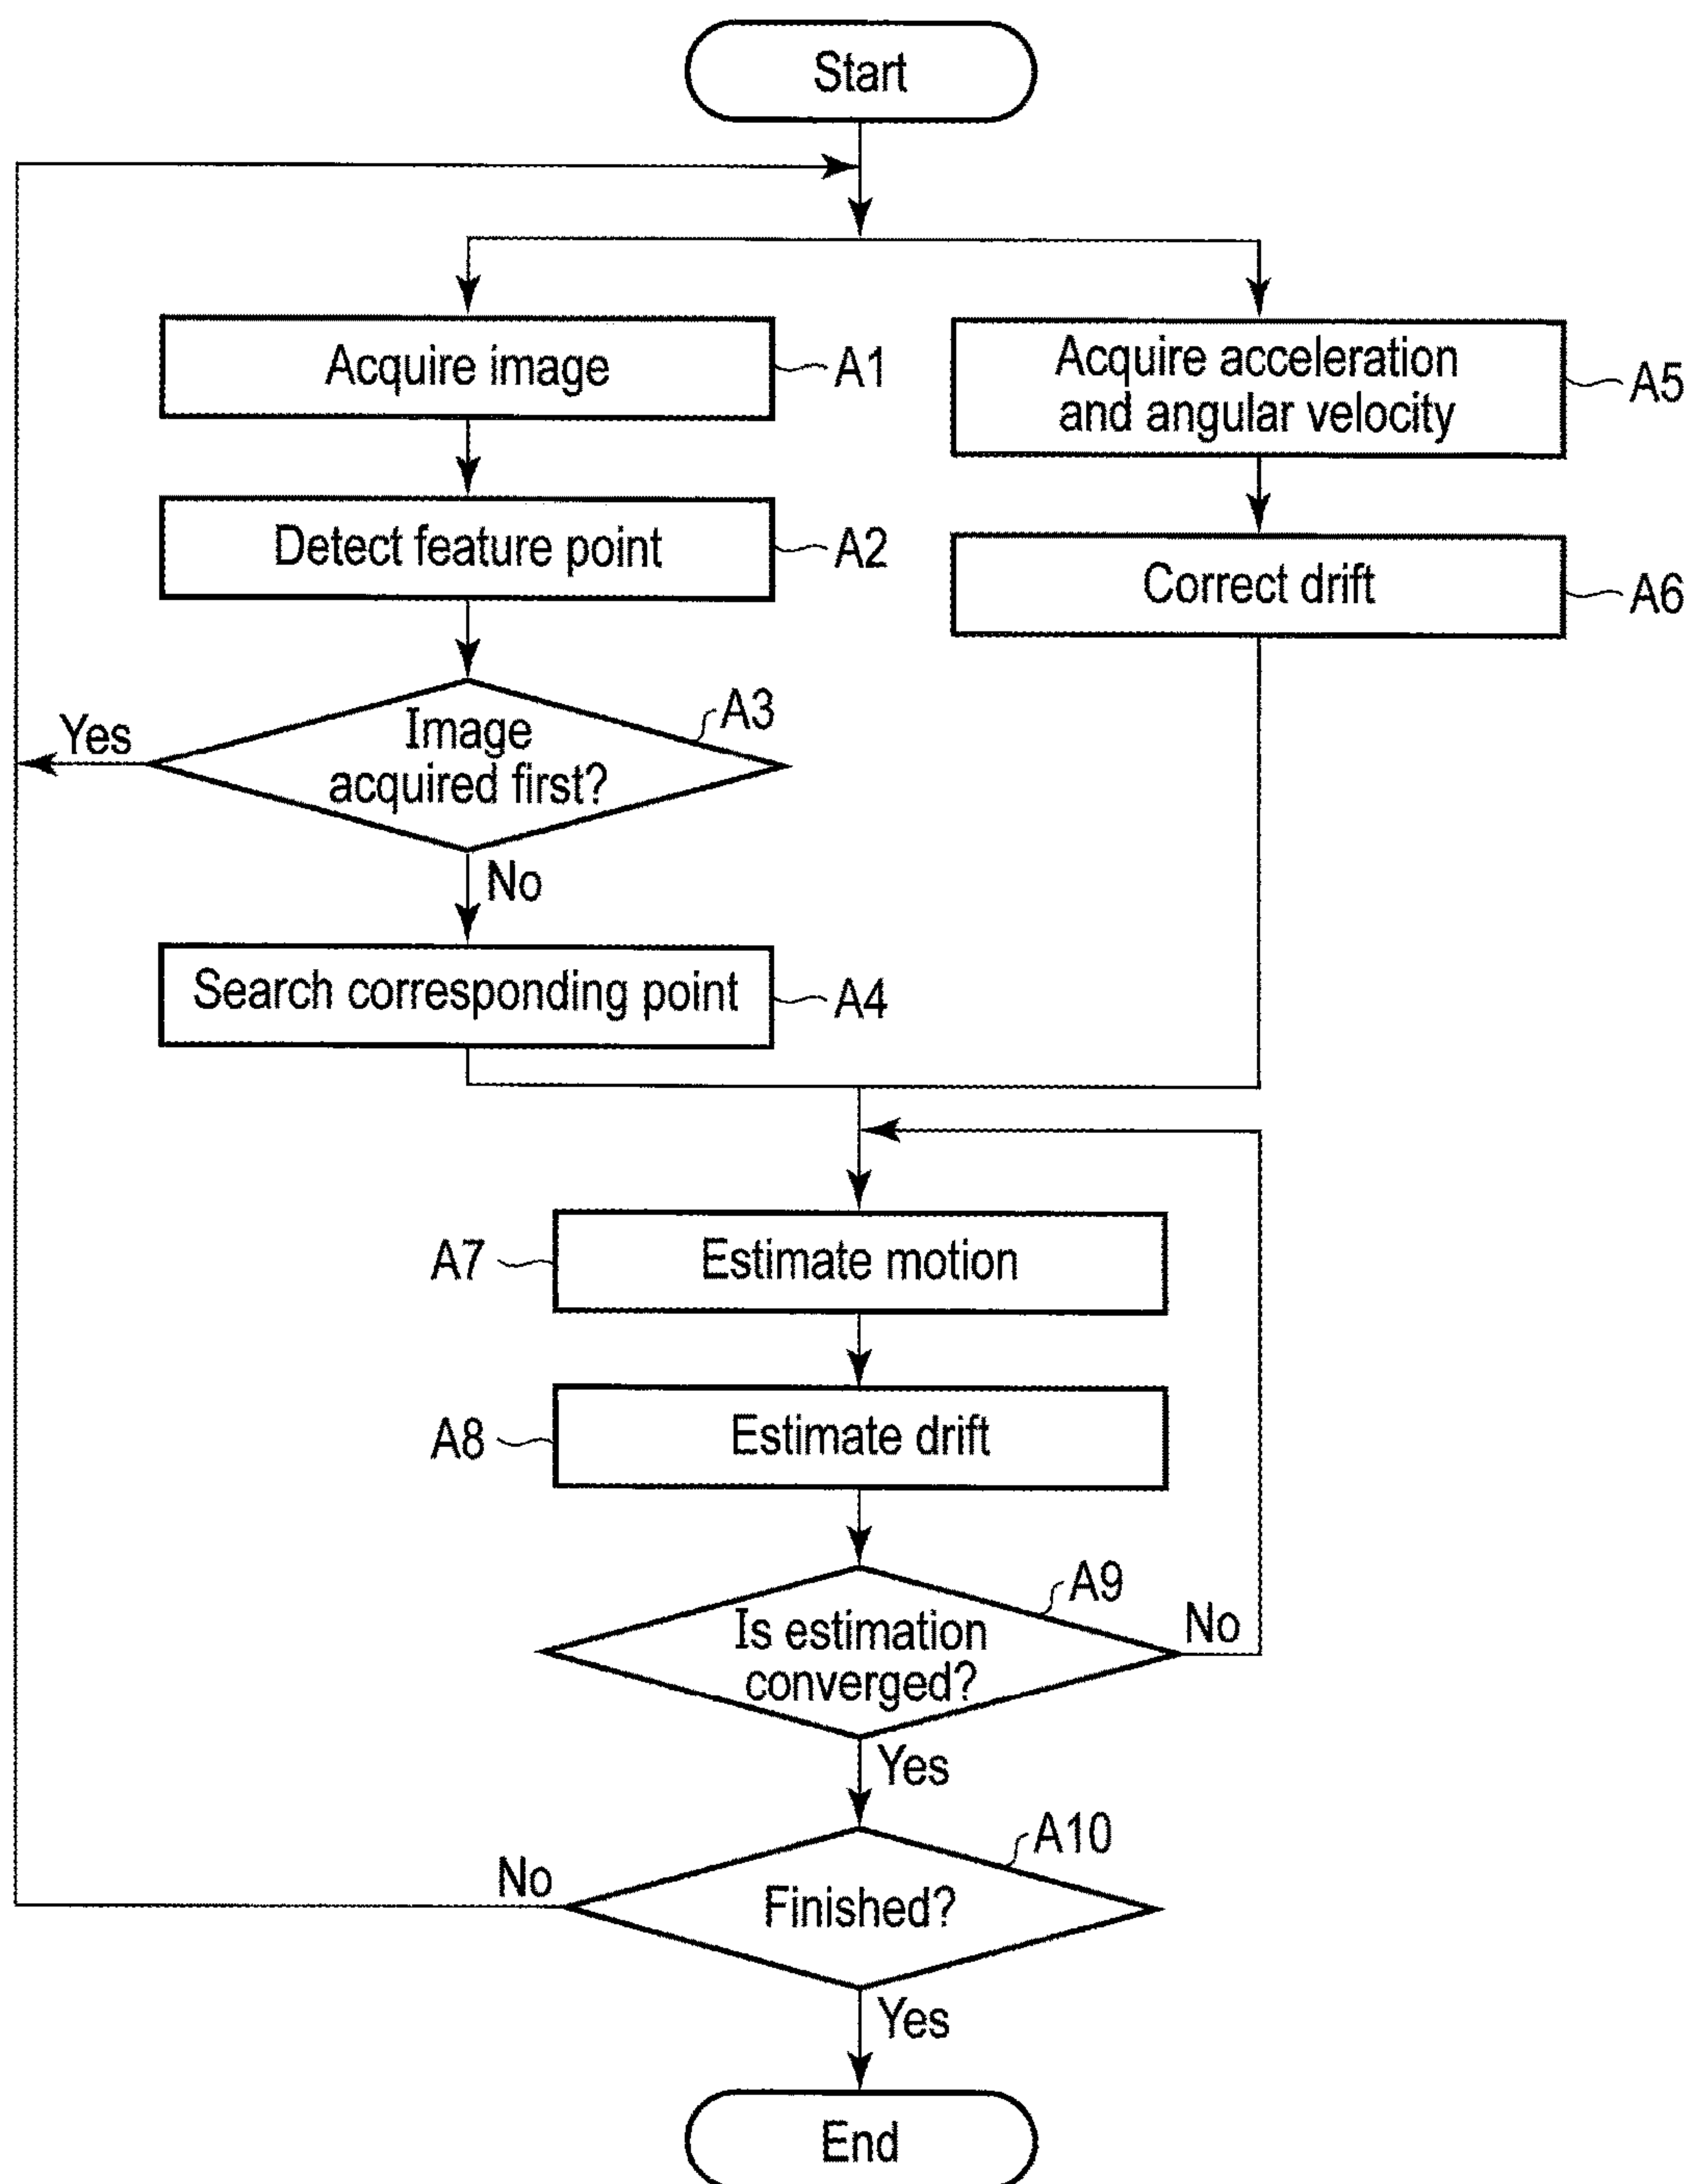 Start
Acquire image
A1
Acquire acceleration
and angular velocity
A5
Detect feature point
A2
Correct drift
A6
Image
acquired first?
A3
Yes
No
Search corresponding point
A4
A7
Estimate motion
A8
Estimate drift
A9
Is estimation
converged?
No
Yes
A10
No
Finished?
Yes
End